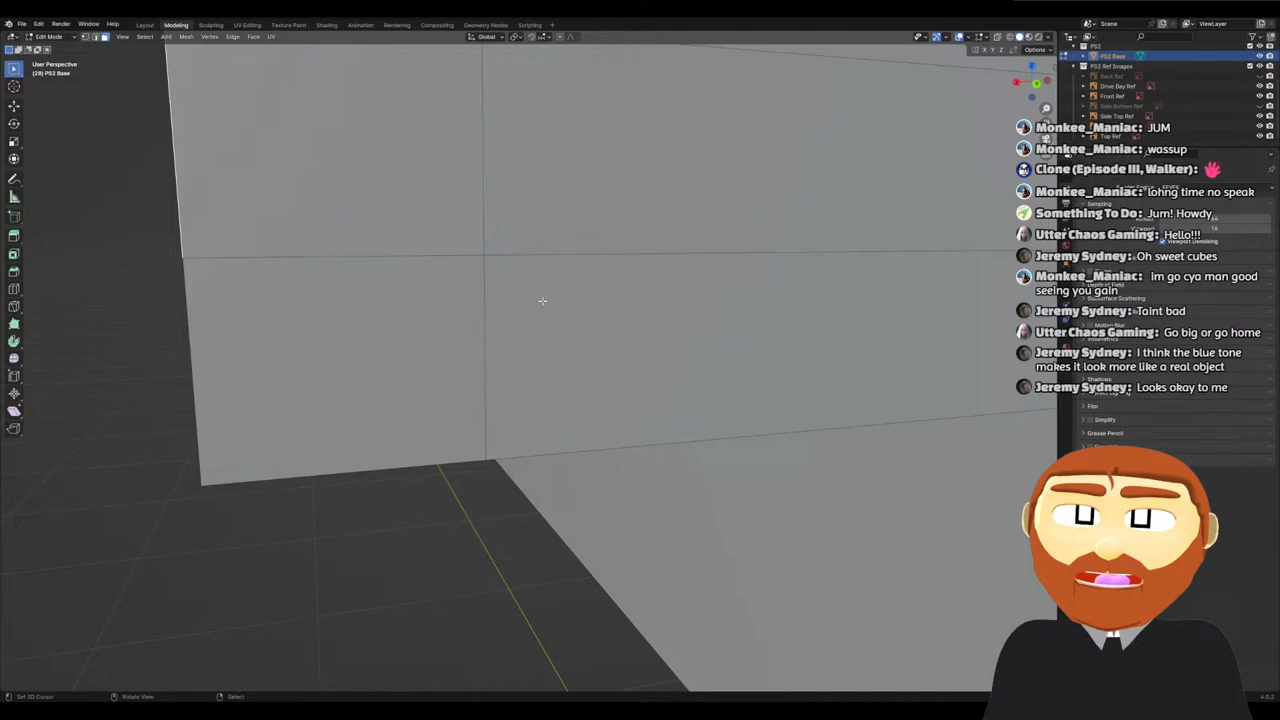 File Edit Render Window Help Layout Modeling Sculpting UV Editing Texture Paint Shading Animation Rendering Compositing Geometry Nodes Scripting + Scene ViewLayer
Edit Mode View Select Add Mesh Vertex Edge Face UV Global
X Y Z Options
User Perspective
(28) PS2 Base
PS2
PS2 Base
PS2 Ref Images
Back Ref
Drive Bay Ref
Front Ref
Side Bottom Ref
Side Top Ref
Top Ref
Monkee_Maniac: JUM
Monkee_Maniac: wassup
Clone (Episode III, Walker):
Monkee_Maniac: lohng time no speak
Sampling
Something To Do: Jum! Howdy
16
Utter Chaos Gaming: Hello!!!
Viewport Denoising
Jeremy Sydney: Oh sweet cubes
Monkee_Maniac: im go cya man good
seeing you gain
Depth of Field
Subsurface Scattering
Jeremy Sydney: Taint bad
Motion Blur
Utter Chaos Gaming: Go big or go home
Volumetrics
Jeremy Sydney: I think the blue tone
makes it look more like a real object
Shadows
Jeremy Sydney: Looks okay to me
Film
Simplify
Grease Pencil
Set 3D Cursor Rotate View Select 4.0.2